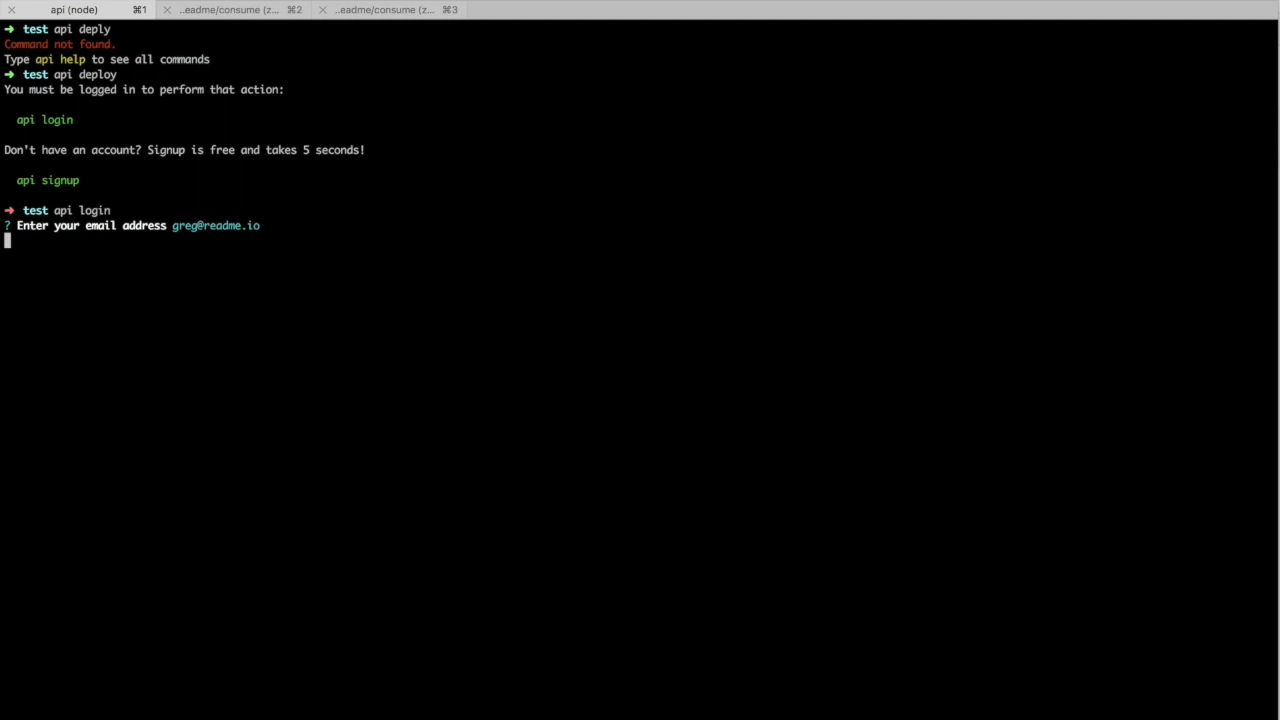 api (node) ⌘1 ..eadme/consume (z... ⌘2 ..eadme/consume (z... ⌘3
➜ test api deply
Command not found.
Type api help to see all commands
➜ test api deploy
You must be logged in to perform that action:
api login
Don't have an account? Signup is free and takes 5 seconds!
api signup
➜ test api login
? Enter your email address greg@readme.io